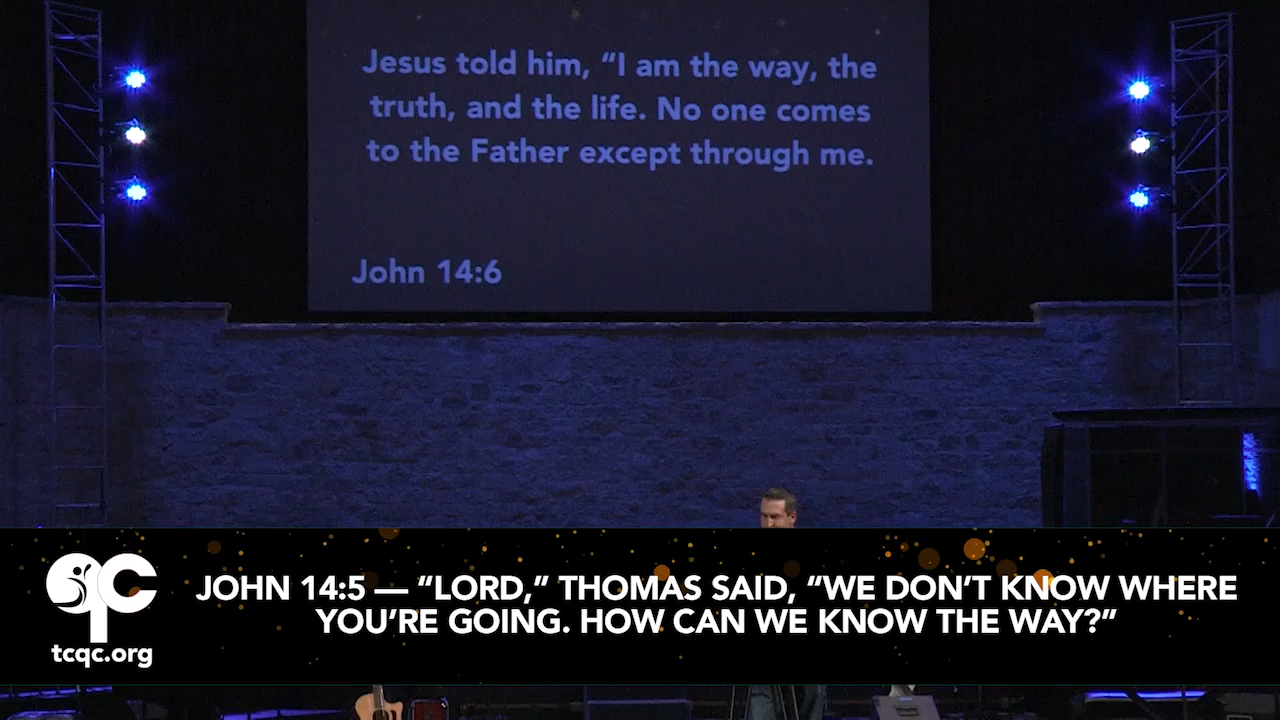 Jesus told him, “I am the way, the
truth, and the life. No one comes
to the Father except through me.
John 14:6
JOHN 14:5 — “LORD,” THOMAS SAID, “WE DON’T KNOW WHERE
YOU’RE GOING. HOW CAN WE KNOW THE WAY?”
qc
tcqc.org